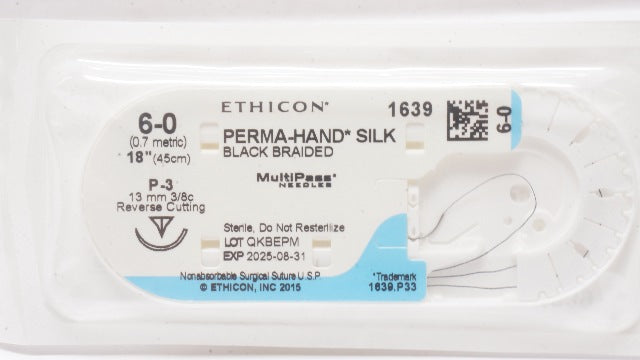 ETHICON*
1639
6-0
6-0
(0.7 metric)
18" (45cm)
PERMA-HAND* SILK
BLACK BRAIDED
MultiPass*
NEEDLES
P-3
13 mm 3/8c
Reverse Cutting
Sterile, Do Not Resterilize
LOT QKBEPM
EXP 2025-08-31
Nonabsorbable Surgical Suture U.S.P.
© ETHICON, INC 2015
*Trademark
1639.P33